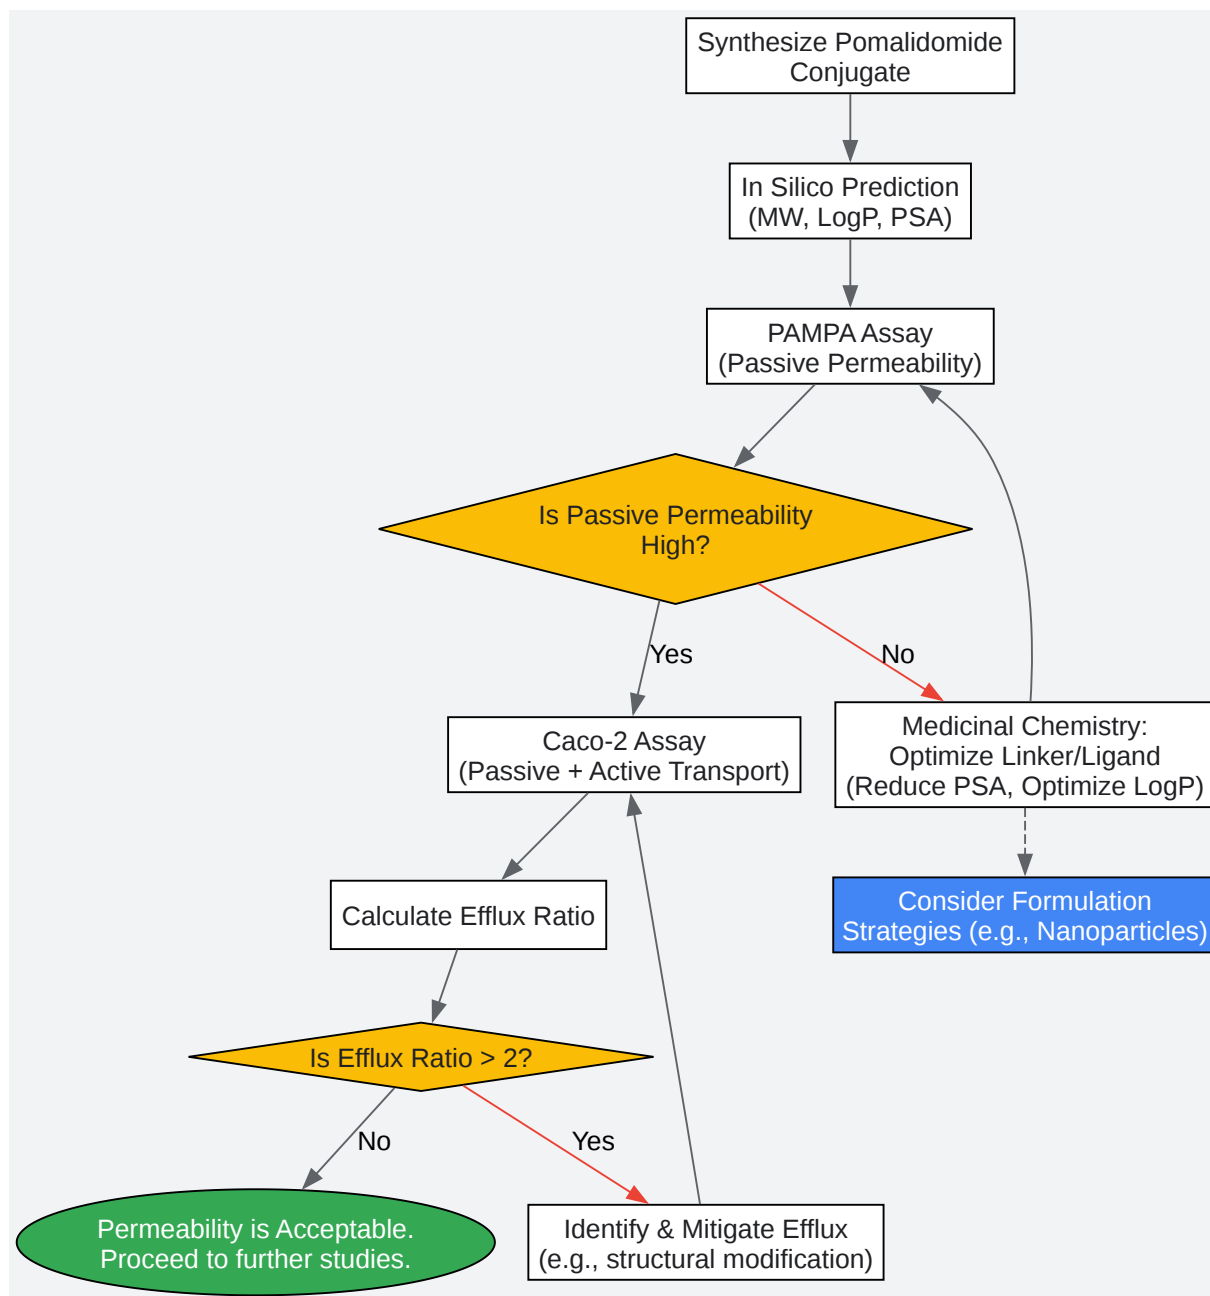 Synthesize Pomalidomide
Conjugate
In Silico Prediction
(MW, LogP, PSA)
PAMPA Assay
(Passive Permeability)
Is Passive Permeability
High?
Yes
No
Medicinal Chemistry:
Optimize Linker/Ligand
(Reduce PSA, Optimize LogP)
Caco-2 Assay
(Passive + Active Transport)
Consider Formulation
Strategies (e.g., Nanoparticles)
Calculate Efflux Ratio
Is Efflux Ratio > 2?
No
Yes
Permeability is Acceptable.
Proceed to further studies.
Identify & Mitigate Efflux
(e.g., structural modification)